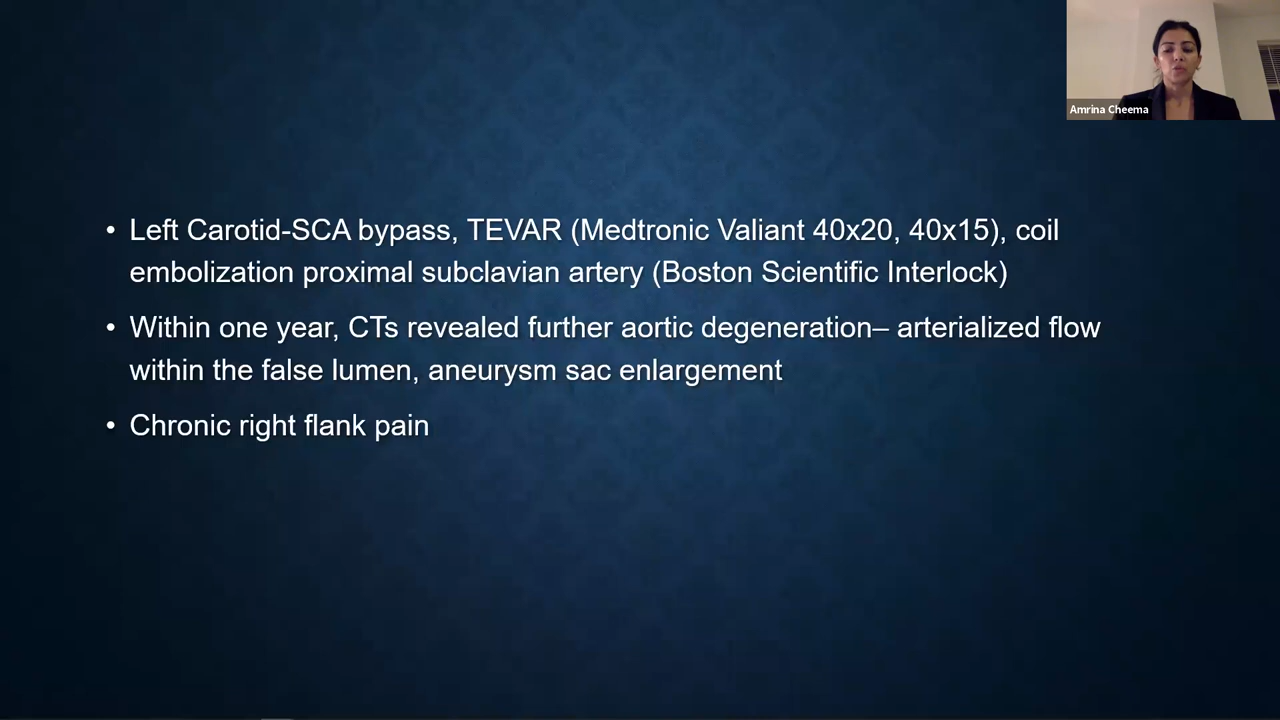 Amrina Cheema
• Left Carotid-SCA bypass, TEVAR (Medtronic Valiant 40x20, 40x15), coil
embolization proximal subclavian artery (Boston Scientific Interlock)
• Within one year, CTs revealed further aortic degeneration– arterialized flow
within the false lumen, aneurysm sac enlargement
• Chronic right flank pain